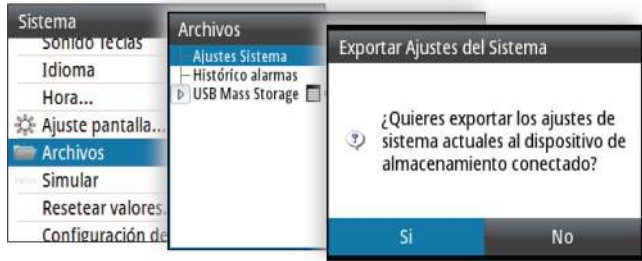 Sistema
Sonido Teclas
Idioma
Hora...
Ajuste pantalla...
Archivos
Simular
Resetear valores.
Configuración de
Archivos
Ajustes Sistema
Histórico alarmas
USB Mass Storage
Exportar Ajustes del Sistema
¿Quieres exportar los ajustes de
sistema actuales al dispositivo de
almacenamiento conectado?
Si
No